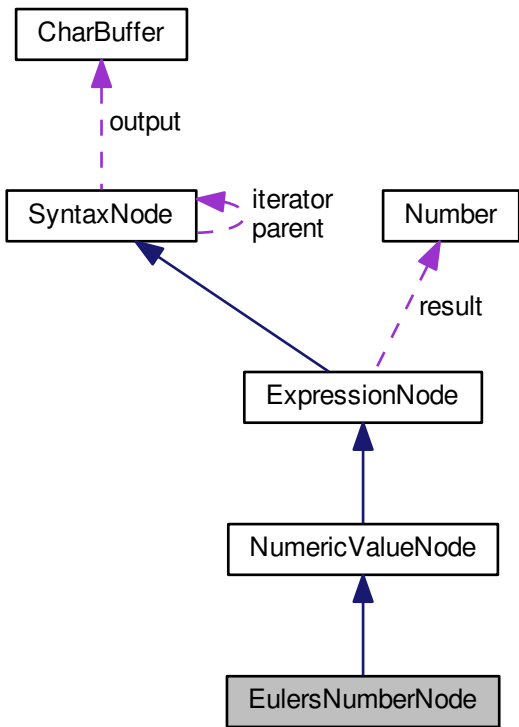 CharBuffer
output
SyntaxNode
iterator
parent
Number
result
ExpressionNode
NumericValueNode
EulersNumberNode